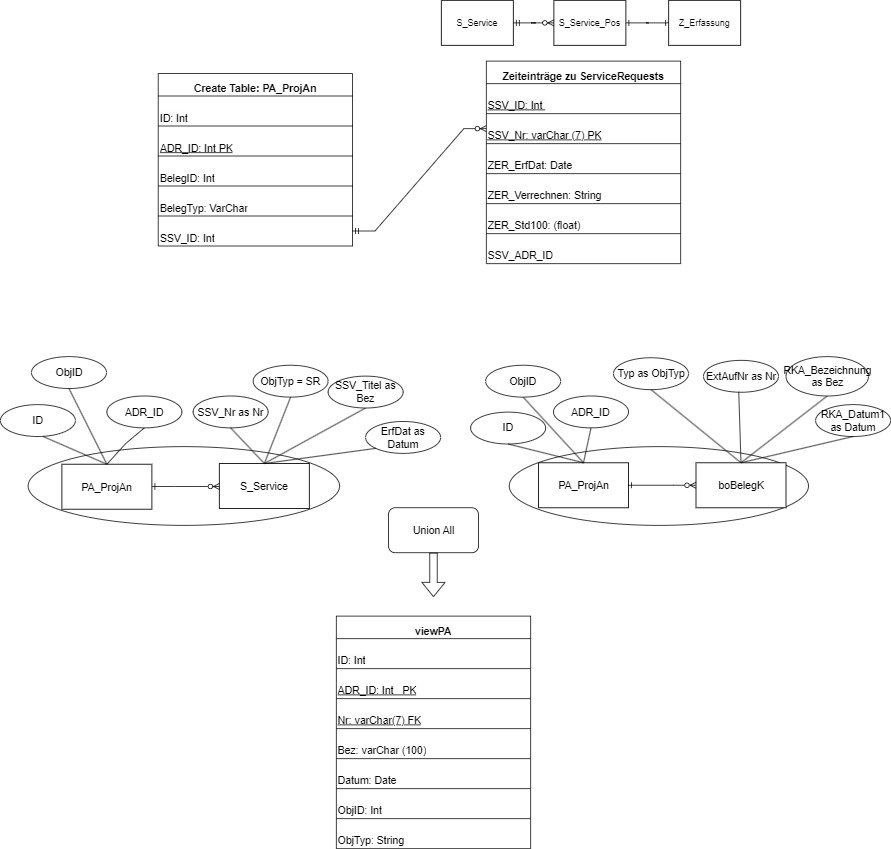 S_Service
S_Service_Pos
Z_Erfassung
Create Table: PA_ProjAn
ID: Int
ADR_ID: Int PK
BelegID: Int
BelegTyp: VarChar
SSV_ID: Int
Zeiteinträge zu ServiceRequests
SSV_ID: Int
SSV_Nr: varChar (7) PK
ZER_ErfDat: Date
ZER_Verrechnen: String
ZER_Std100: (float)
SSV_ADR_ID
ObjID
ID
ADR_ID
SSV_Nr as Nr
ObjTyp = SR
SSV_Titel as
Bez
ErfDat as
Datum
PA_ProjAn
S_Service
ObjID
ID
ADR_ID
Typ as ObjTyp
ExtAufNr as Nr
RKA_Bezeichnung
as Bez
RKA_Datum1
as Datum
PA_ProjAn
boBelegK
Union All
viewPA
ID: Int
ADR_ID: Int PK
Nr: varChar(7) FK
Bez: varChar (100)
Datum: Date
ObjID: Int
ObjTyp: String